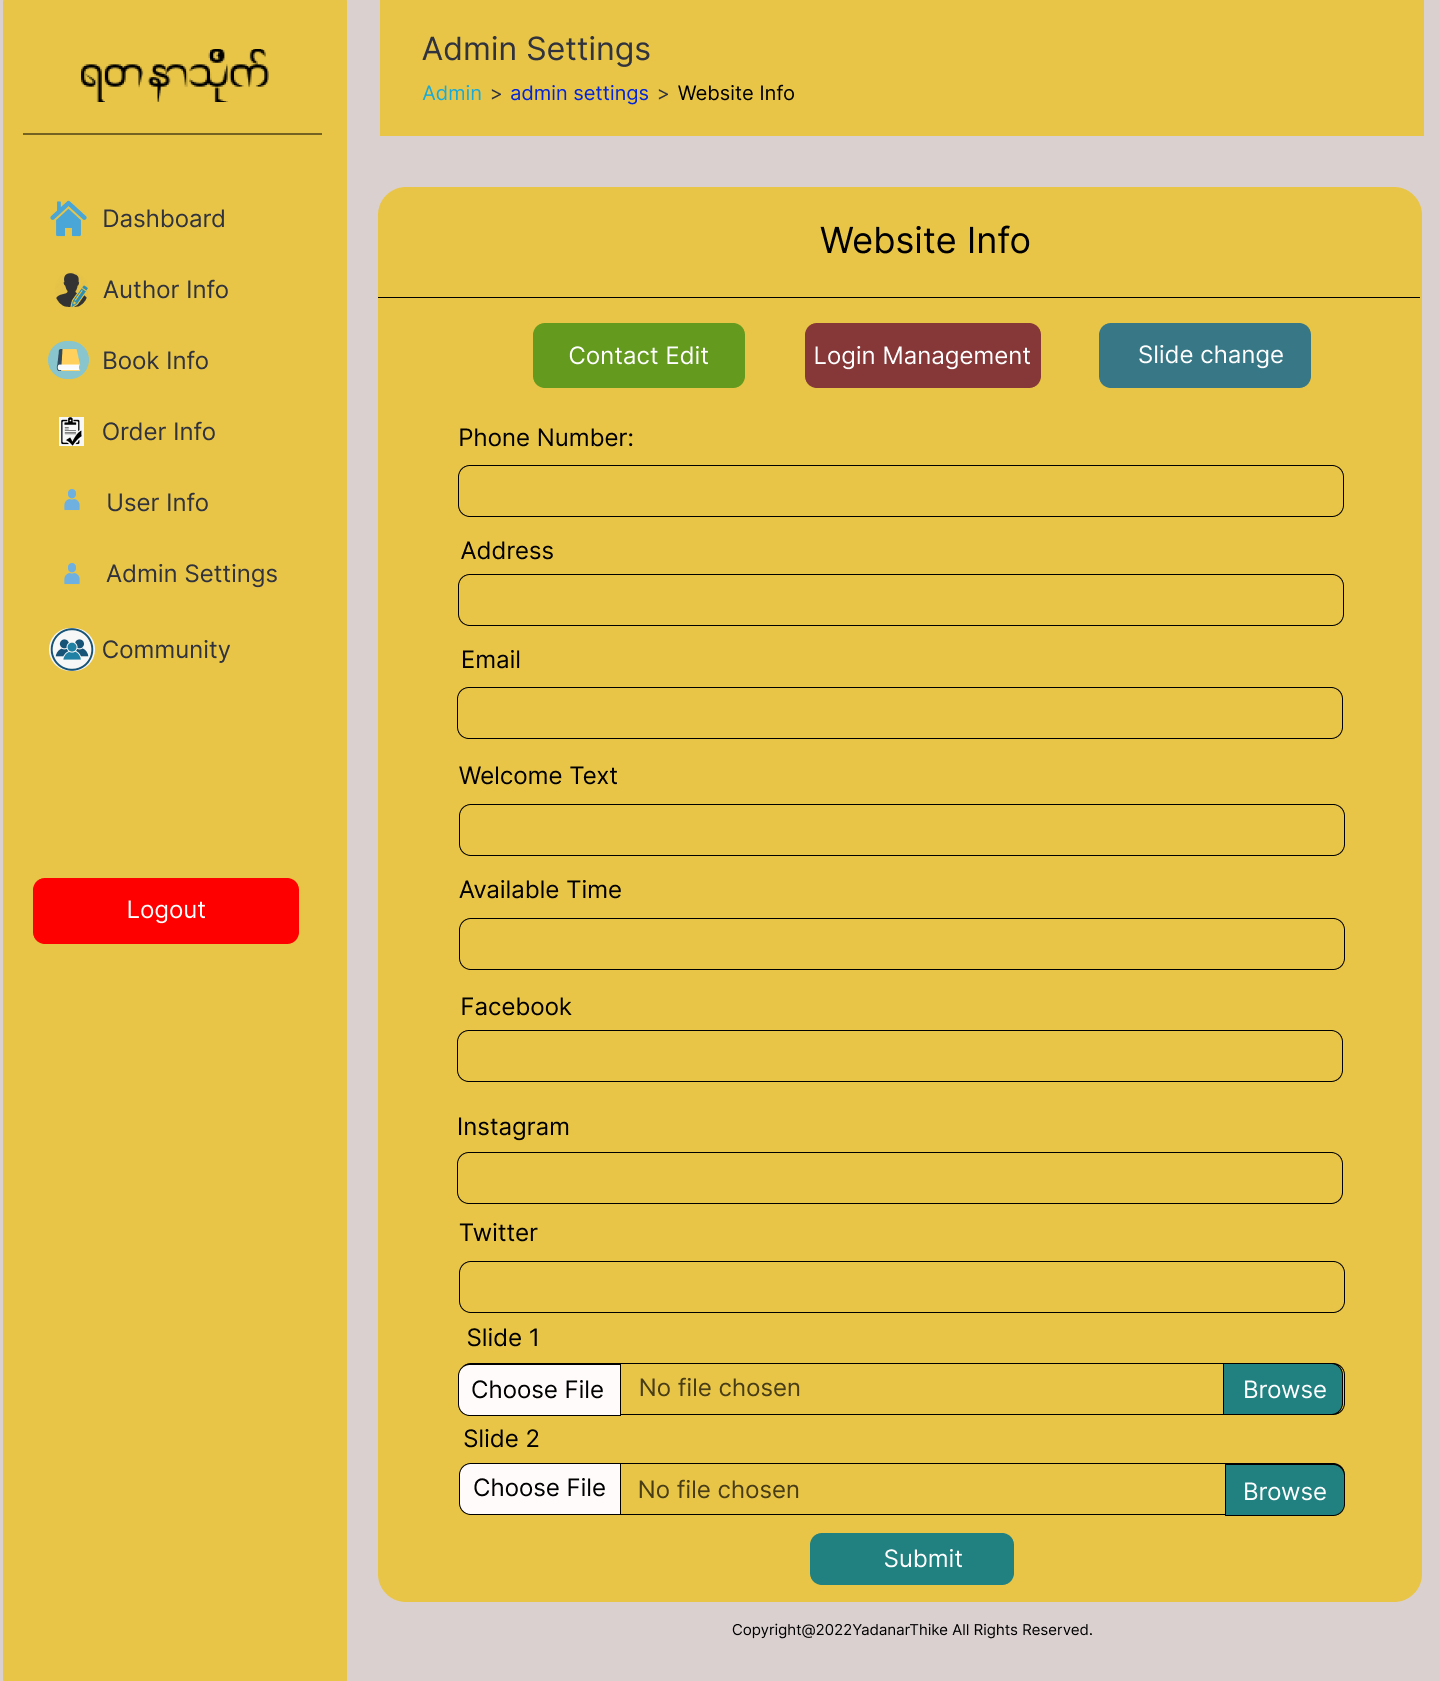 ရတနာသိုက်
Dashboard
Author Info
Book Info
Order Info
User Info
Admin Settings
Community
Logout
Admin Settings
Admin > admin settings > Website Info
Website Info
Contact Edit
Login Management
Slide change
Phone Number:
Address
Email
Welcome Text
Available Time
Facebook
Instagram
Twitter
Slide 1
Choose File No file chosen Browse
Slide 2
Choose File No file chosen Browse
Submit
Copyright@2022YadanarThike All Rights Reserved.